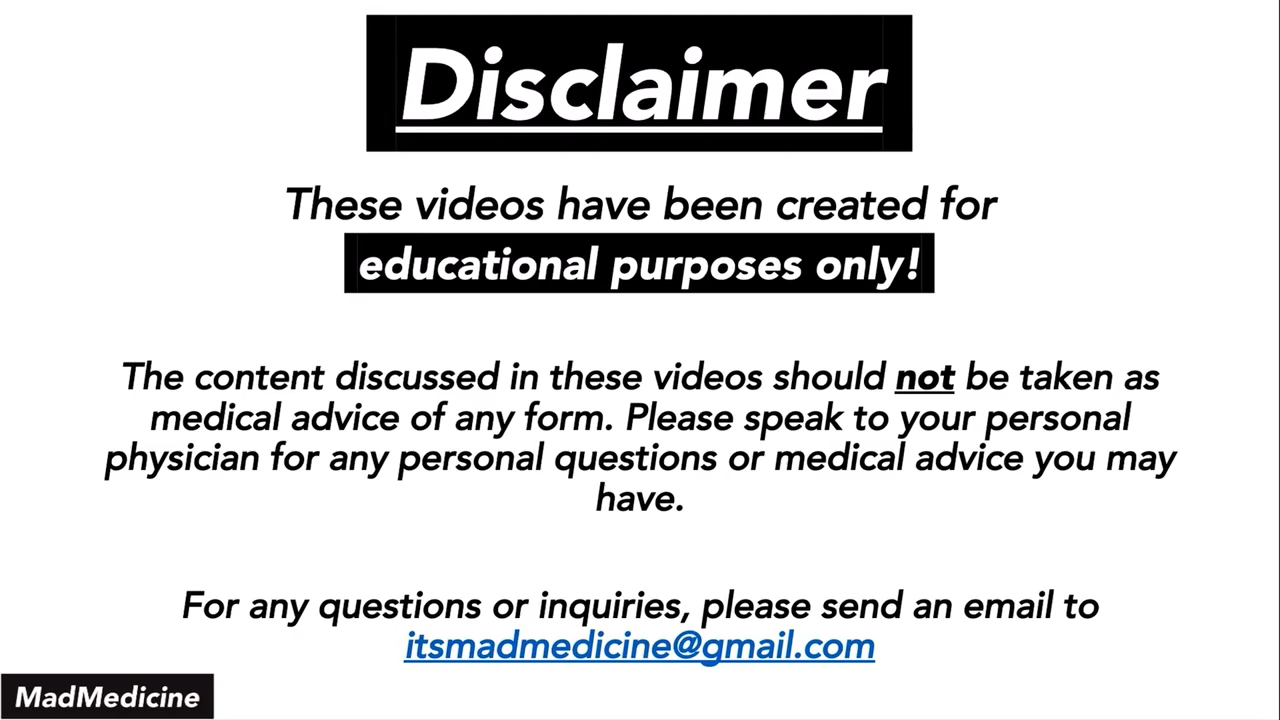 Disclaimer
These videos have been created for
educational purposes only!
The content discussed in these videos should not be taken as
medical advice of any form. Please speak to your personal
physician for any personal questions or medical advice you may
have.
For any questions or inquiries, please send an email to
itsmadmedicine@gmail.com
MadMedicine